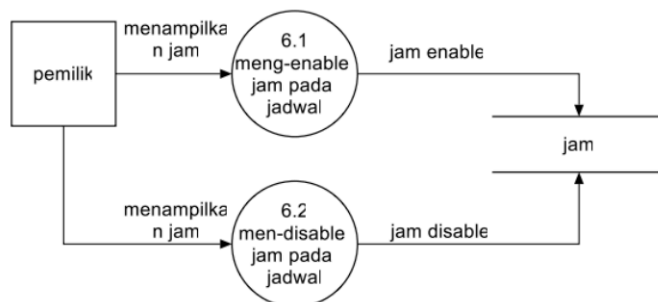 menampilka
n jam
6.1
meng-enable
jam pada
jadwal
jam enable
pemilik
jam
menampilka
n jam
6.2
men-disable
jam pada
jadwal
jam disable